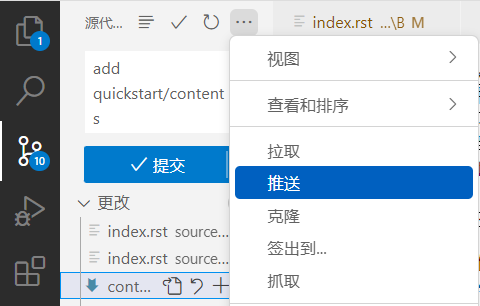 源代...
index.rst ...\B M
1
add
quickstart/content
s
10
提交
更改
index.rst source...
index.rst source...
cont...
视图
查看和排序
拉取
推送
克隆
签出到...
抓取